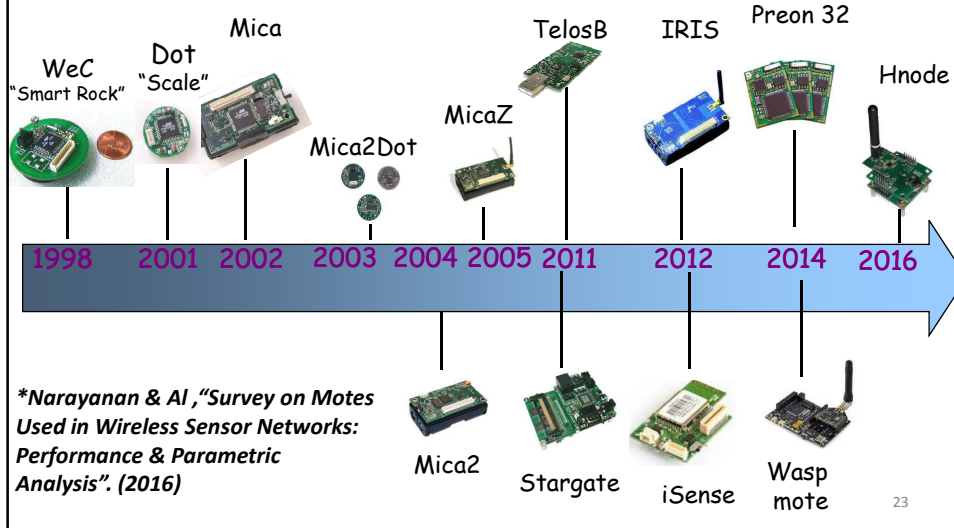 WeC
"Smart Rock"
Dot
"Scale"
Mica
Mica2Dot
MicaZ
TelosB
IRIS
Preon 32
Hnode
1998 2001 2002 2003 2004 2005 2011 2012 2014 2016
Mica2
Stargate
iSense
Wasp
mote
*Narayanan & Al ,“Survey on Motes
Used in Wireless Sensor Networks:
Performance & Parametric
Analysis”. (2016)
23